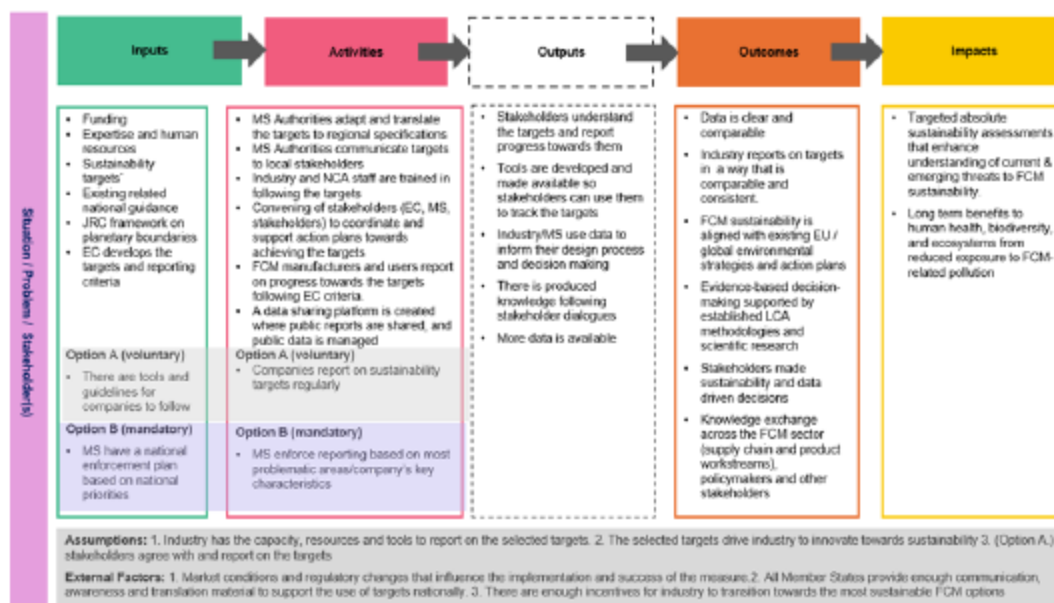 Inputs
Activities
Outputs
Outcomes
Impacts
Situation / Problem / Stakeholder(s)
• Funding
• Expertise and human
resources
• Sustainability
targets*
• Existing related
national guidance
• JRC framework on
planetary boundaries
• EC develops the
targets and reporting
criteria
Option A (voluntary)
• There are tools and
guidelines for
companies to follow
Option B (mandatory)
• MS have a national
enforcement plan
based on national
priorities
• MS Authorities adapt and translate
the targets to regional specifications
• MS Authorities communicate targets
to local stakeholders
• Industry and NCA staff are trained in
following the targets
• Convening of stakeholders (EC, MS,
stakeholders) to coordinate and
support action plans towards
achieving the targets
• FCM manufacturers and users report
on progress towards the targets
following EC criteria.
• A data sharing platform is created
where public reports are shared, and
public data is managed
Option A (voluntary)
• Companies report on sustainability
targets regularly
Option B (mandatory)
• MS enforce reporting based on most
problematic areas/company's key
characteristics
• Stakeholders understand
the targets and report
progress towards them
• Tools are developed and
made available so
stakeholders can use them
to track the targets
• Industry/MS use data to
inform their design process
and decision making
• There is produced
knowledge following
stakeholder dialogues
• More data is available
• Data is clear and
comparable
• Industry reports on targets
in a way that is
comparable and
consistent.
• FCM sustainability is
aligned with existing EU /
global environmental
strategies and action plans
• Evidence-based decision-
making supported by
established LCA
methodologies and
scientific research
• Stakeholders made
sustainability and data
driven decisions
• Knowledge exchange
across the FCM sector
(supply chain and product
workstreams),
policymakers and other
stakeholders
• Targeted absolute
sustainability assessments
that enhance
understanding of current &
emerging threats to FCM
sustainability.
• Long term benefits to
human health, biodiversity,
and ecosystems from
reduced exposure to FCM-
related pollution
Assumptions: 1. Industry has the capacity, resources and tools to report on the selected targets. 2. The selected targets drive industry to innovate towards sustainability 3. (Option A.)
stakeholders agree with and report on the targets
External Factors: 1. Market conditions and regulatory changes that influence the implementation and success of the measure.2. All Member States provide enough communication,
awareness and translation material to support the use of targets nationally. 3. There are enough incentives for industry to transition towards the most sustainable FCM options